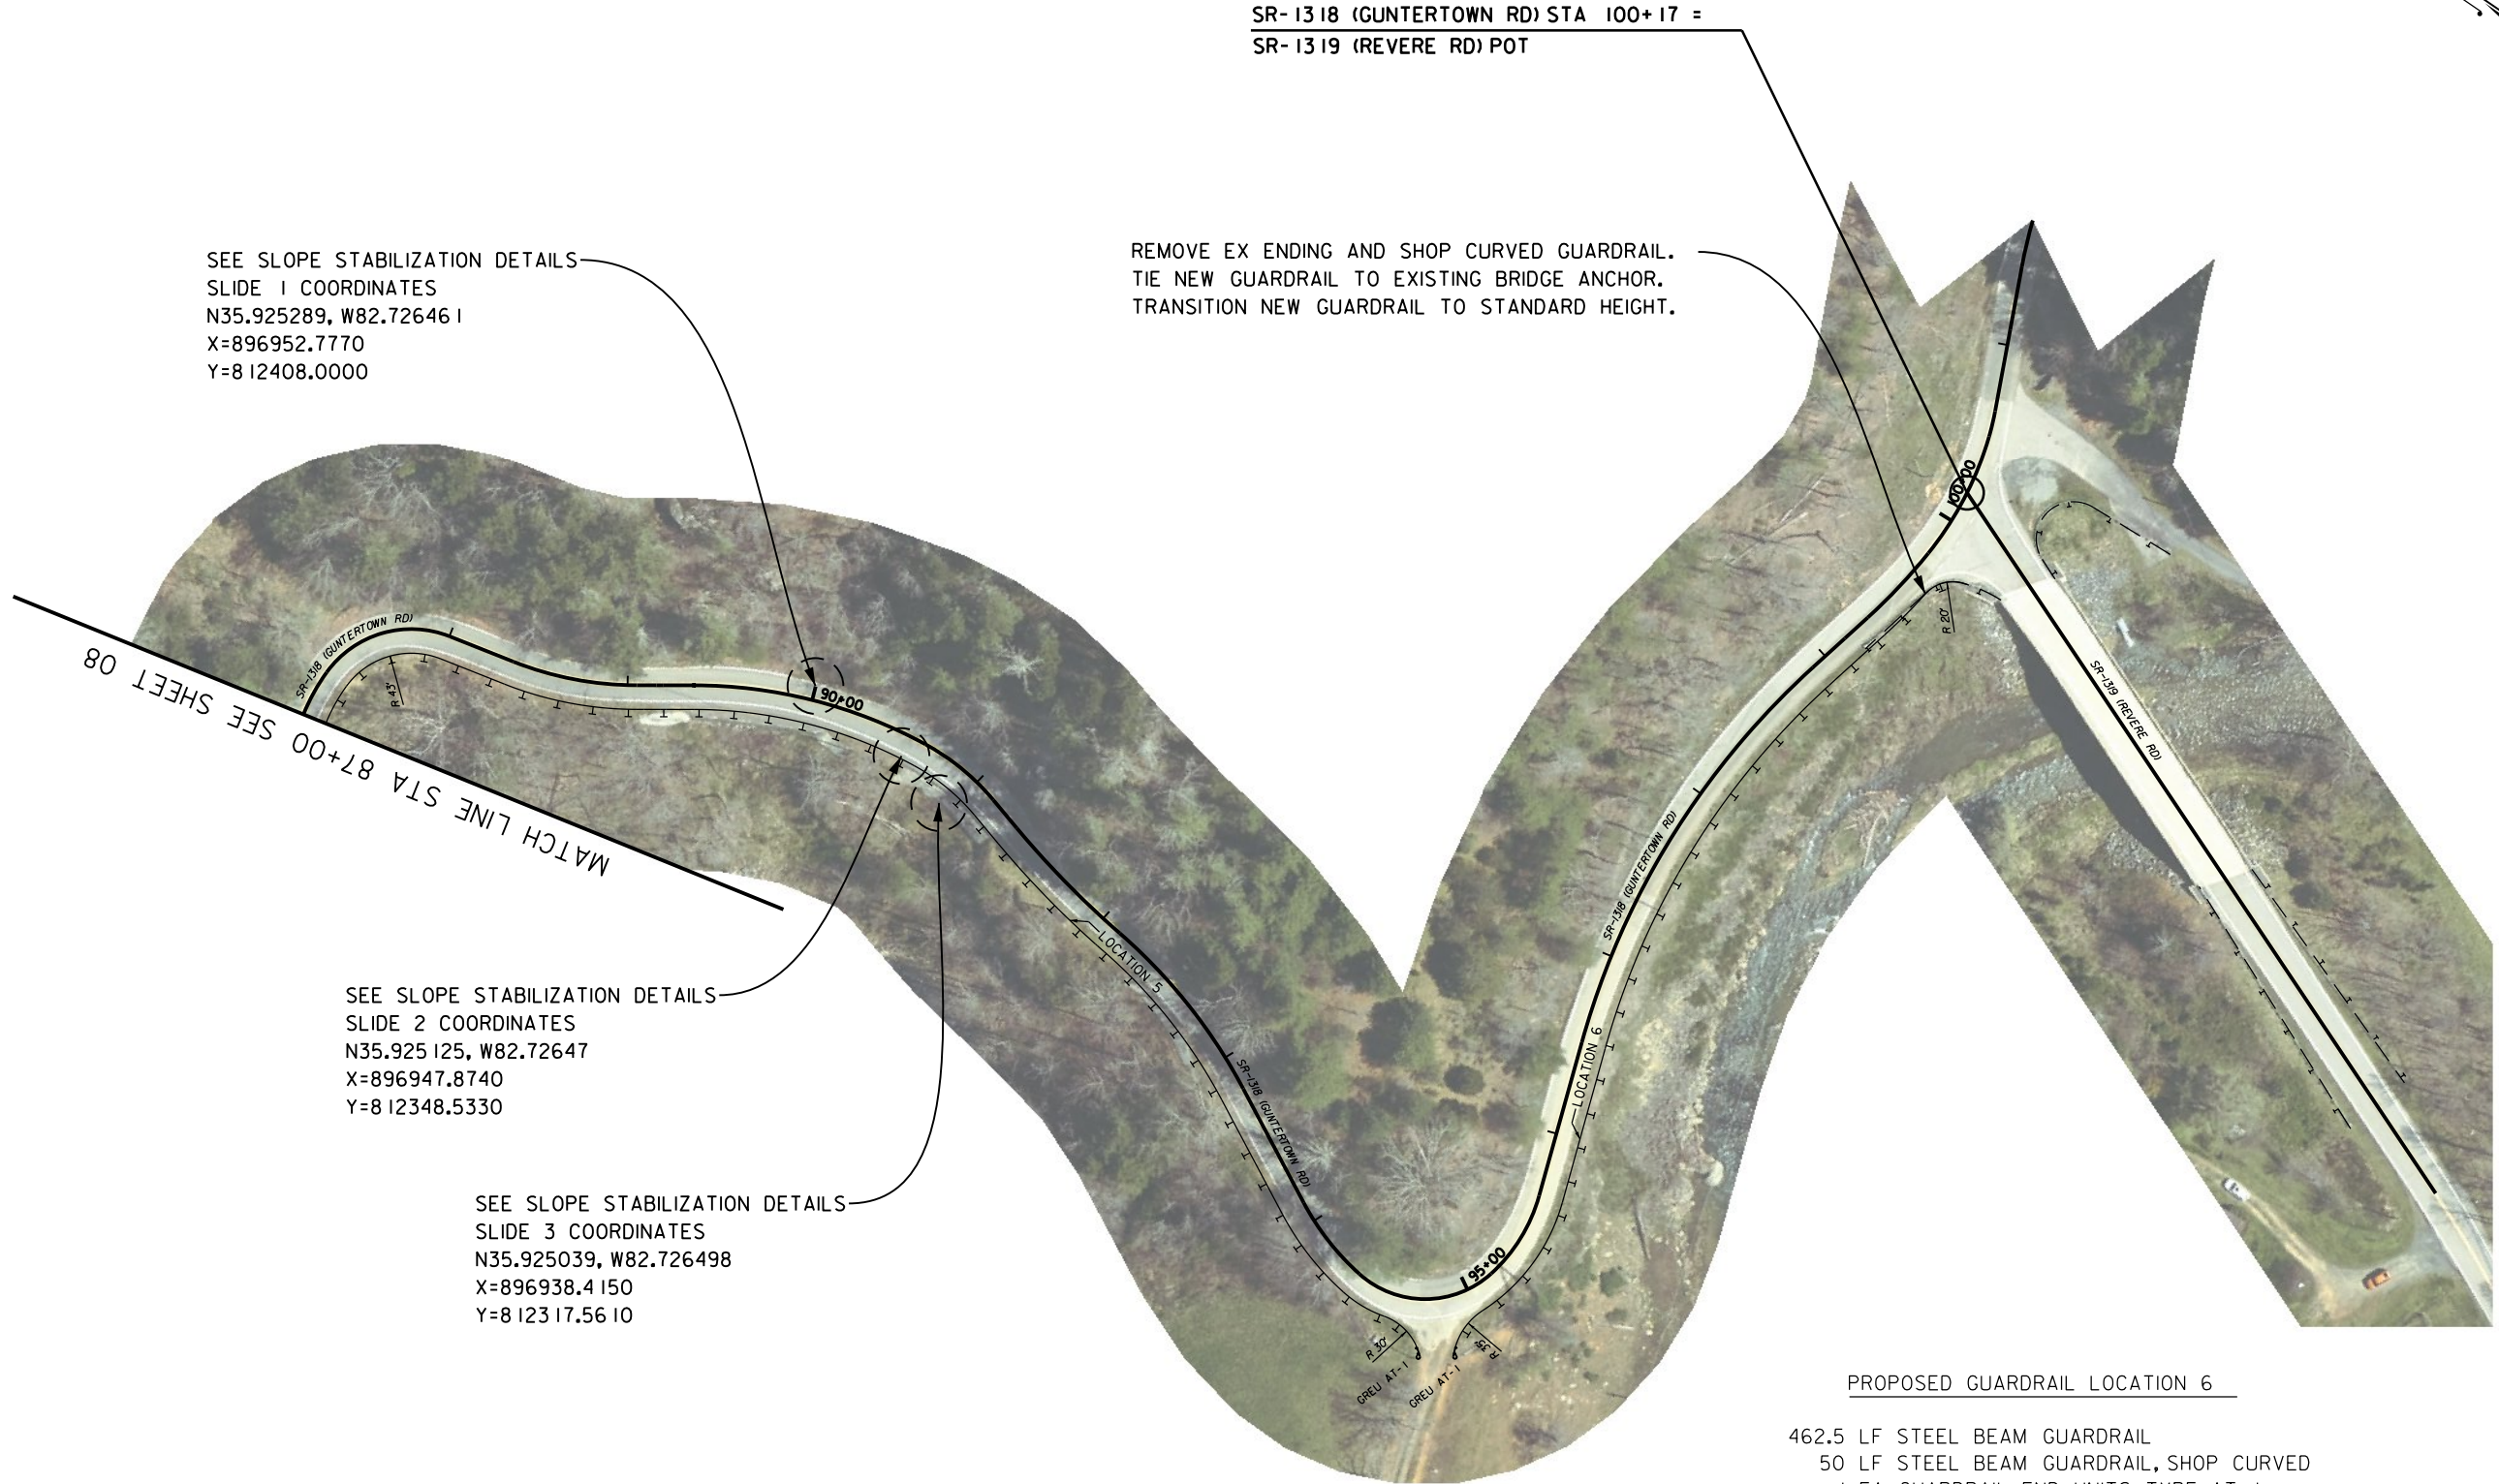 SR-1318 (GUNTERTOWN RD) STA 100+17 =
SR-1319 (REVERE RD) POT
REMOVE EX ENDING AND SHOP CURVED GUARDRAIL.
TIE NEW GUARDRAIL TO EXISTING BRIDGE ANCHOR.
TRANSITION NEW GUARDRAIL TO STANDARD HEIGHT.
SEE SLOPE STABILIZATION DETAILS
SLIDE 1 COORDINATES
N35.925289, W82.726461
X=896952.7770
Y=812408.0000
100+00
R 20'
SR-1318 (GUNTERTOWN RD)
R 43'
90+00
SR-1319 (REVERE RD)
MATCH LINE STA 87+00 SEE SHEET 08
SR-1318 (GUNTERTOWN RD)
LOCATION 5
SEE SLOPE STABILIZATION DETAILS
SLIDE 2 COORDINATES
N35.925125, W82.72647
X=896947.8740
Y=812348.5330
LOCATION 6
SR-1318 (GUNTERTOWN RD)
SEE SLOPE STABILIZATION DETAILS
SLIDE 3 COORDINATES
N35.925039, W82.726498
X=896938.4150
Y=812317.5610
95+00
R 30'
R 35'
GREU AT-1
GREU AT-1
PROPOSED GUARDRAIL LOCATION 6
462.5 LF STEEL BEAM GUARDRAIL
50 LF STEEL BEAM GUARDRAIL, SHOP CURVED